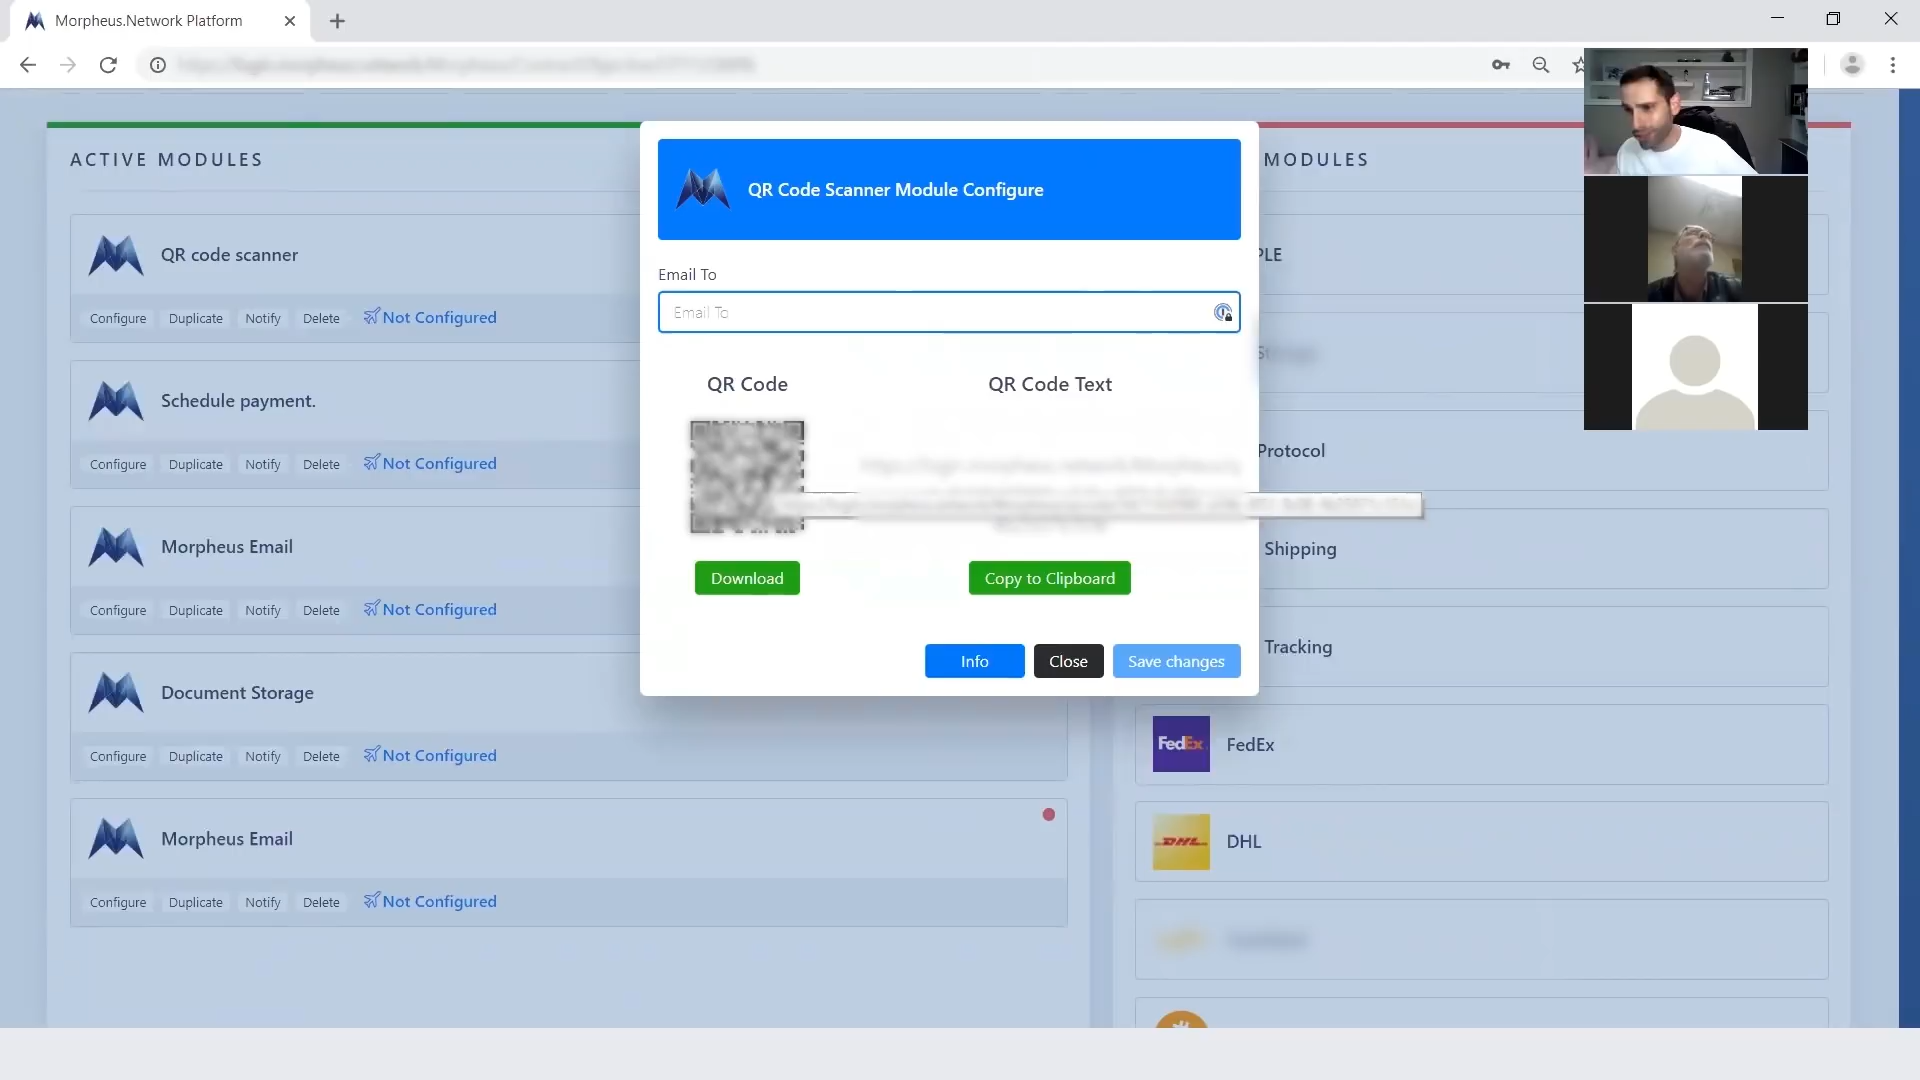 Morpheus.Network Platform
ACTIVE MODULES
QR code scanner
Configure Duplicate Notify Delete Not Configured
Schedule payment.
Configure Duplicate Notify Delete Not Configured
Morpheus Email
Configure Duplicate Notify Delete Not Configured
Document Storage
Configure Duplicate Notify Delete Not Configured
Morpheus Email
Configure Duplicate Notify Delete Not Configured
QR Code Scanner Module Configure
Email To
Email To
QR Code
QR Code Text
Download
Copy to Clipboard
Info
Close
Save changes
MODULES
PLE
Protocol
Shipping
Tracking
FedEx
FedEx
DHL
DHL